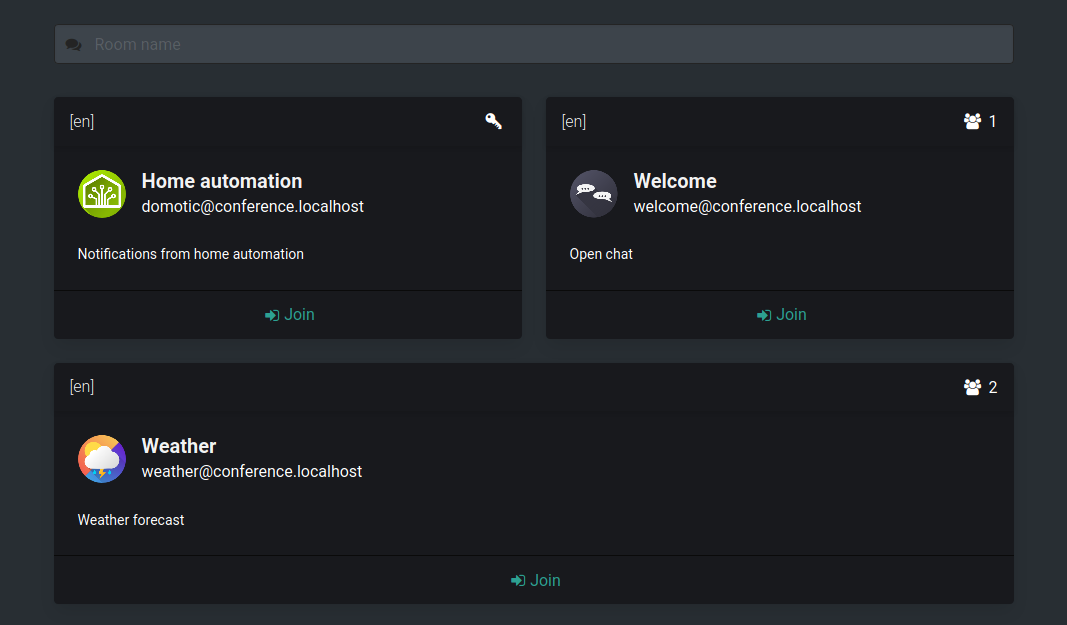 Room name
[en]
Home automation
domotic@conference.localhost
Notifications from home automation
Join
[en] 1
Welcome
welcome@conference.localhost
Open chat
Join
[en] 2
Weather
weather@conference.localhost
Weather forecast
Join